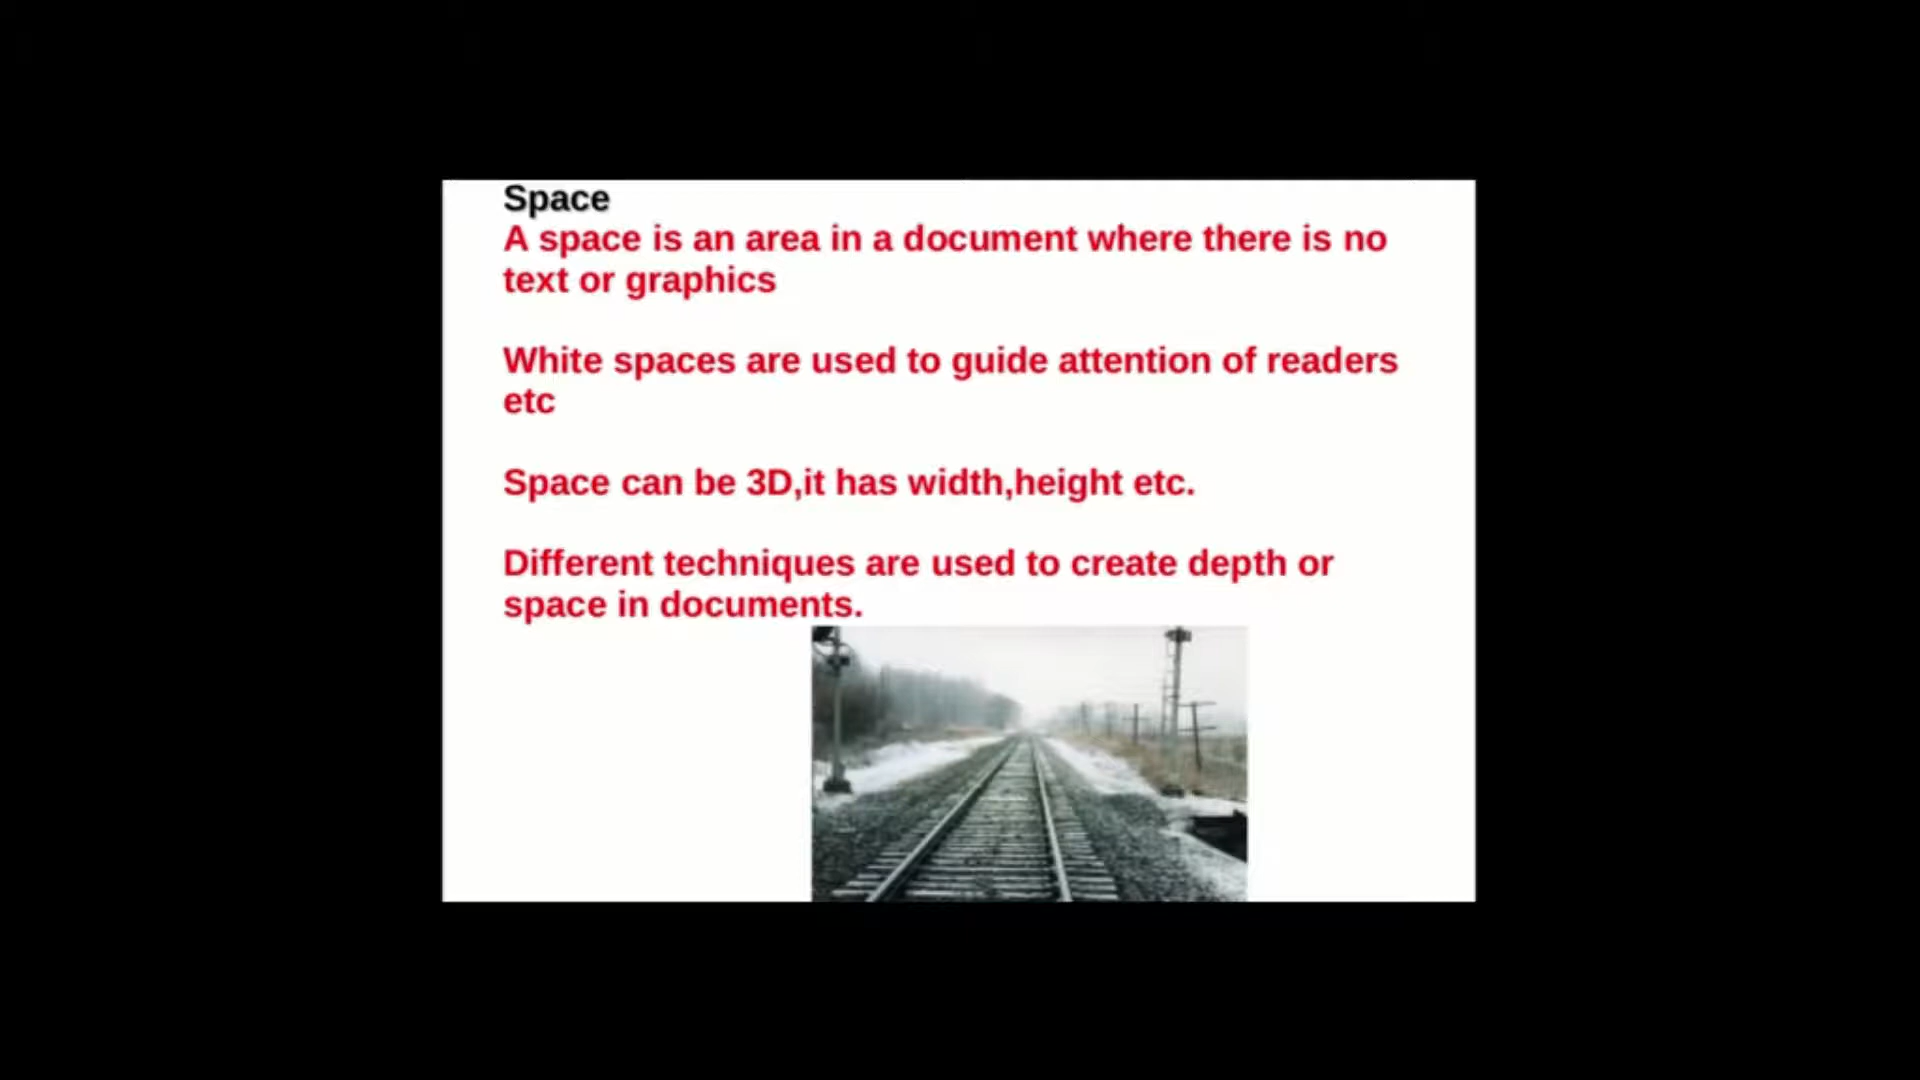 Space
A space is an area in a document where there is no
text or graphics
White spaces are used to guide attention of readers
etc
Space can be 3D,it has width,height etc.
Different techniques are used to create depth or
space in documents.